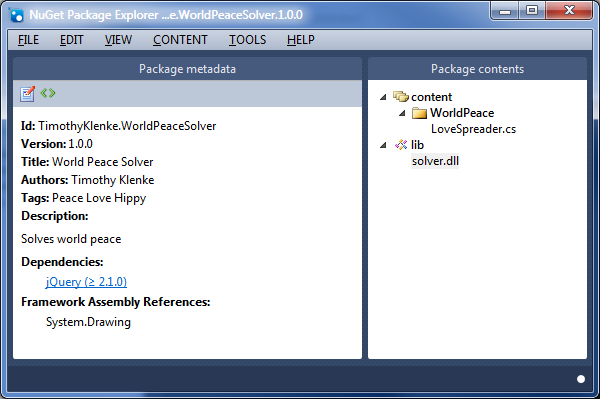 NuGet Package Explorer ...e.WorldPeaceSolver.1.0.0
FILE EDIT VIEW CONTENT TOOLS HELP
Package metadata
Id: TimothyKlenke.WorldPeaceSolver
Version: 1.0.0
Title: World Peace Solver
Authors: Timothy Klenke
Tags: Peace Love Hippy
Description:
Solves world peace
Dependencies:
jQuery (≥ 2.1.0)
Framework Assembly References:
System.Drawing
Package contents
content
WorldPeace
LoveSpreader.cs
lib
solver.dll